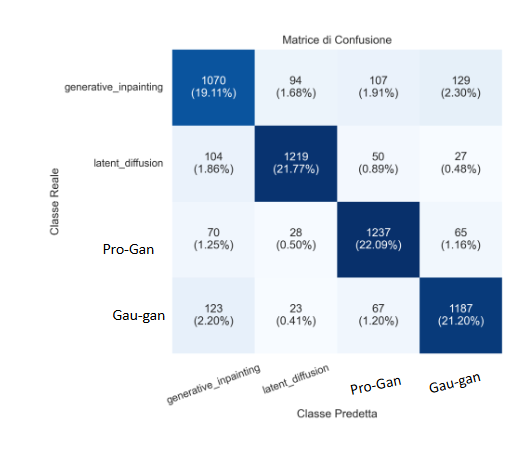 Matrice di Confusione
generative_inpainting
1070 94 107 129
(19.11%) (1.68%) (1.91%) (2.30%)
latent_diffusion
104 1219 50 27
(1.86%) (21.77%) (0.89%) (0.48%)
Classe Reale
Pro-Gan
70 28 1237 65
(1.25%) (0.50%) (22.09%) (1.16%)
Gau-gan
123 23 67 1187
(2.20%) (0.41%) (1.20%) (21.20%)
generative_inpainting latent_diffusion Pro-Gan Gau-gan
Classe Predetta